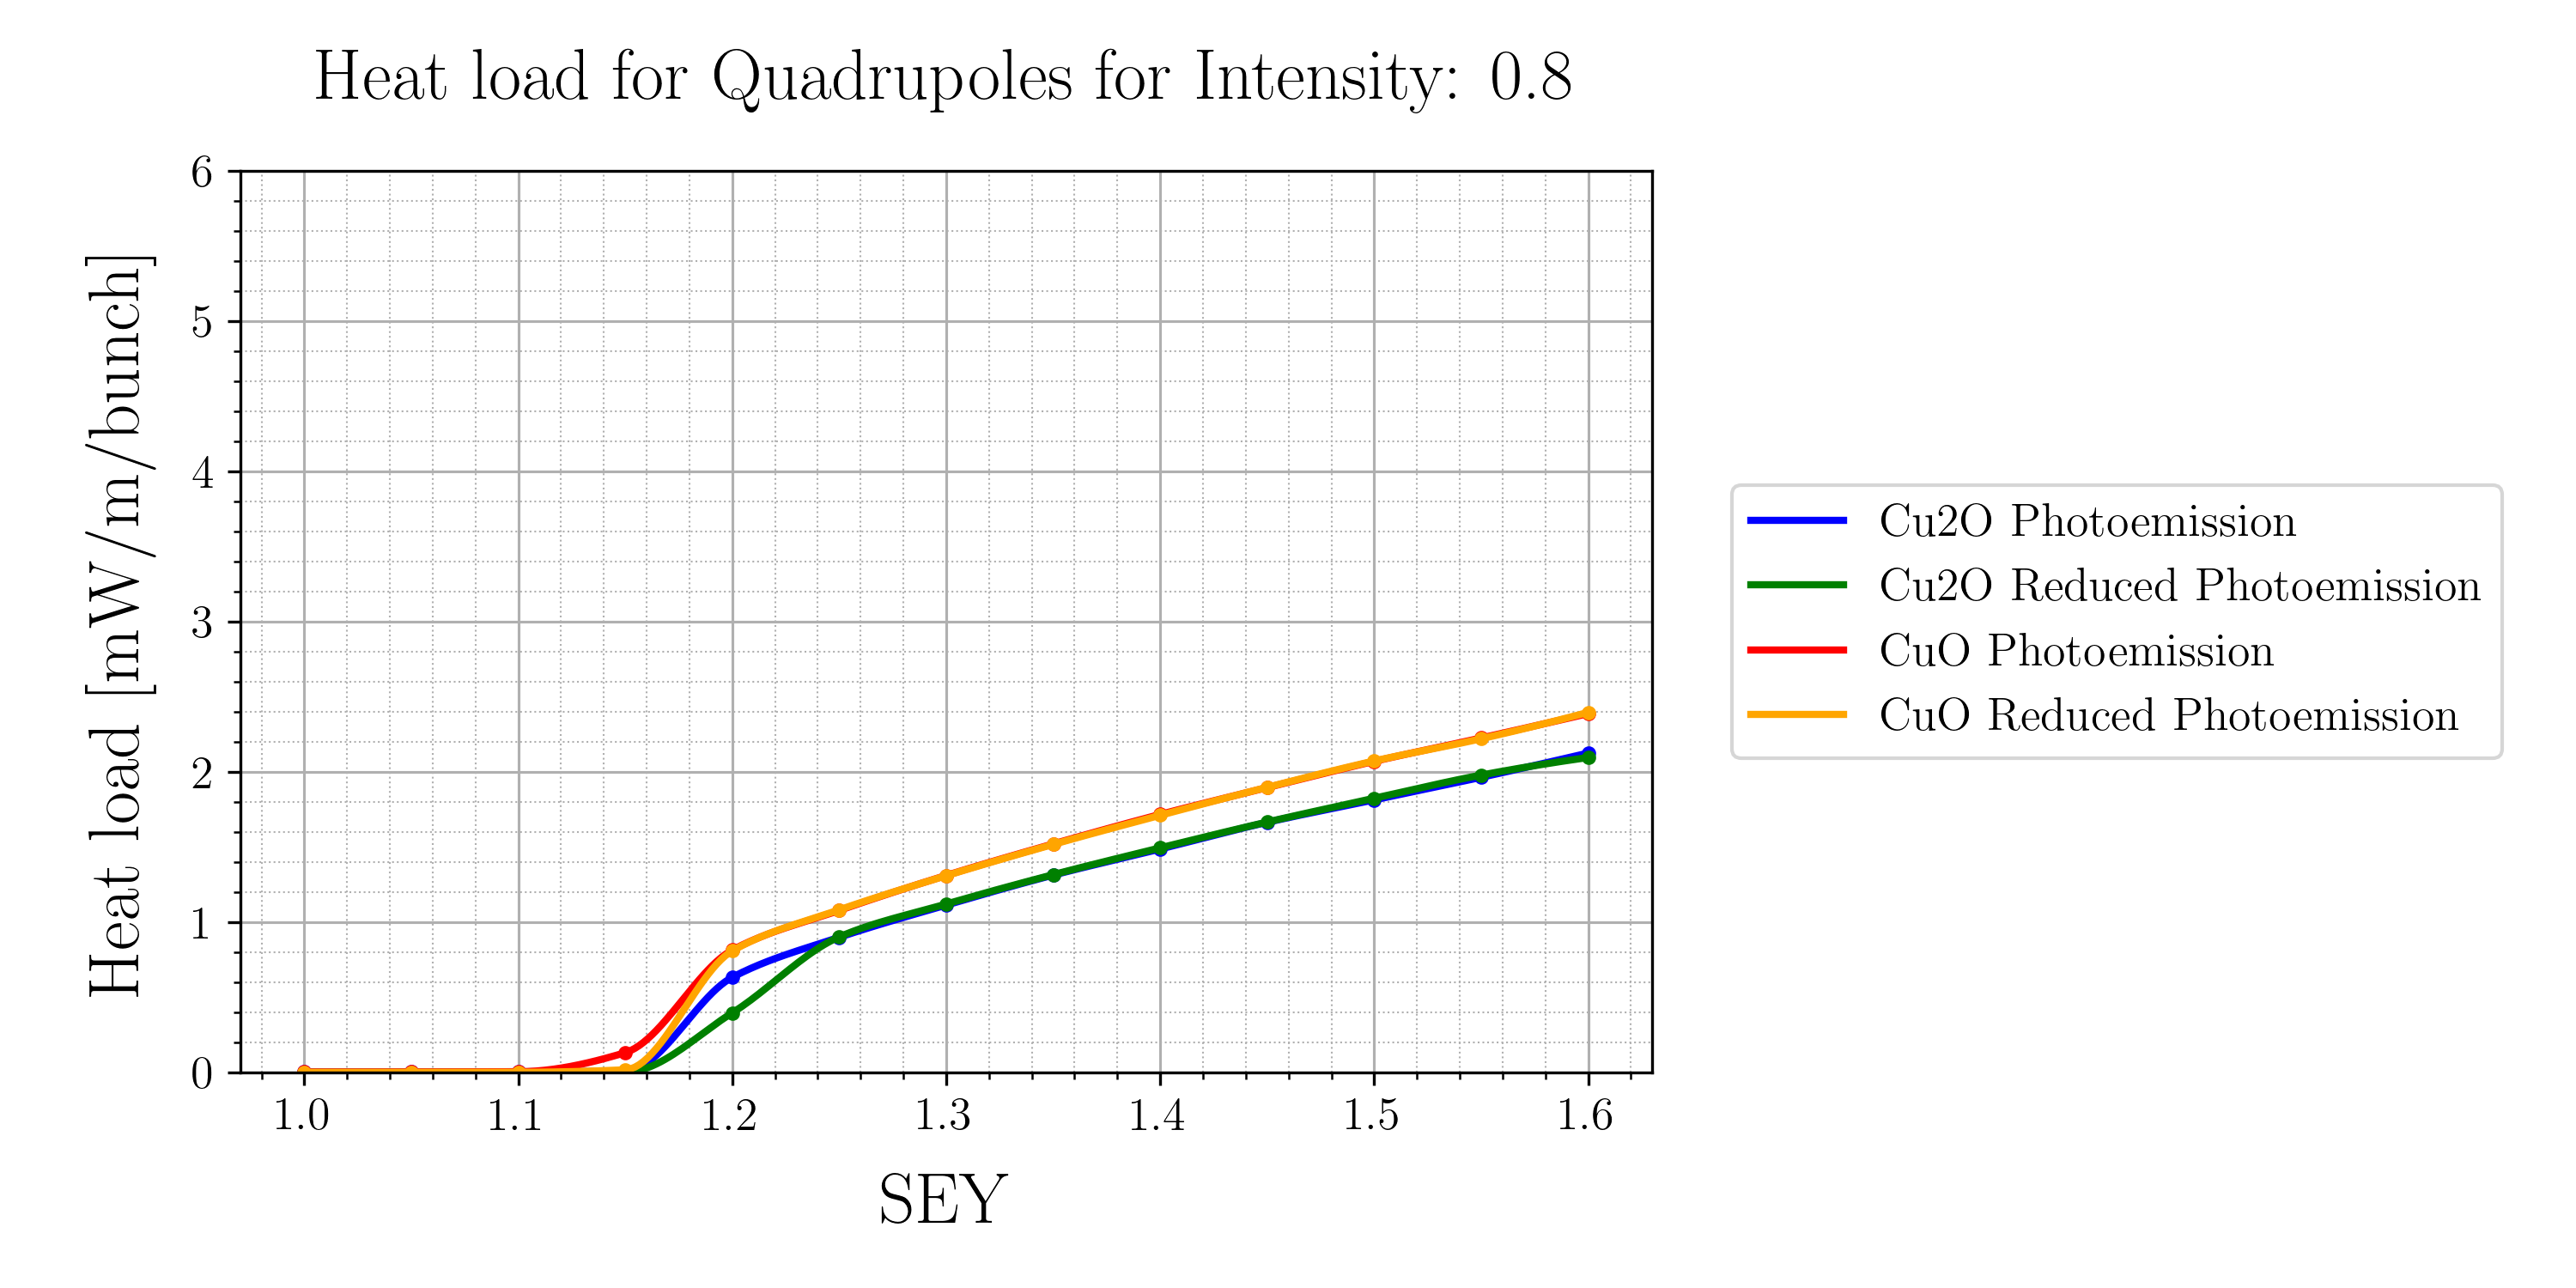 Heat load for Quadrupoles for Intensity: 0.8
Heat load [mW/m/bunch]
6
5
4
3
2
1
0
1.0 1.1 1.2 1.3 1.4 1.5 1.6
SEY
Cu2O Photoemission
Cu2O Reduced Photoemission
CuO Photoemission
CuO Reduced Photoemission